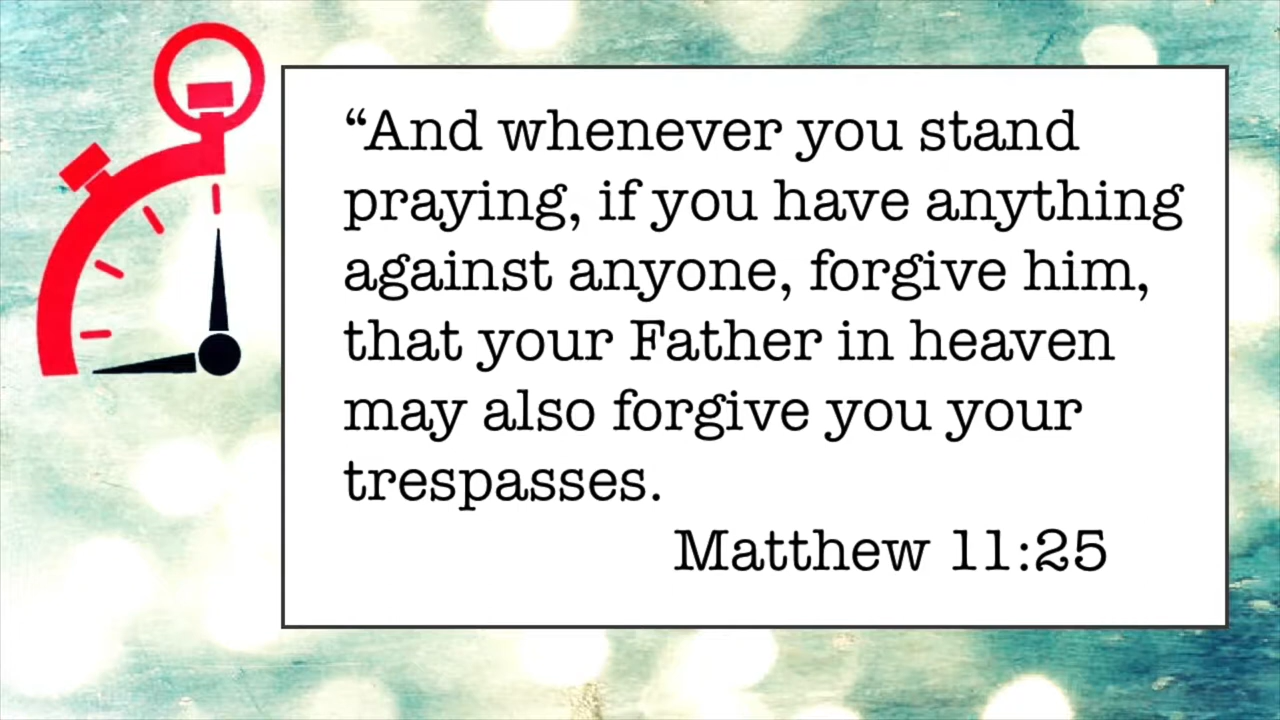 “And whenever you stand
praying, if you have anything
against anyone, forgive him,
that your Father in heaven
may also forgive you your
trespasses.
Matthew 11:25